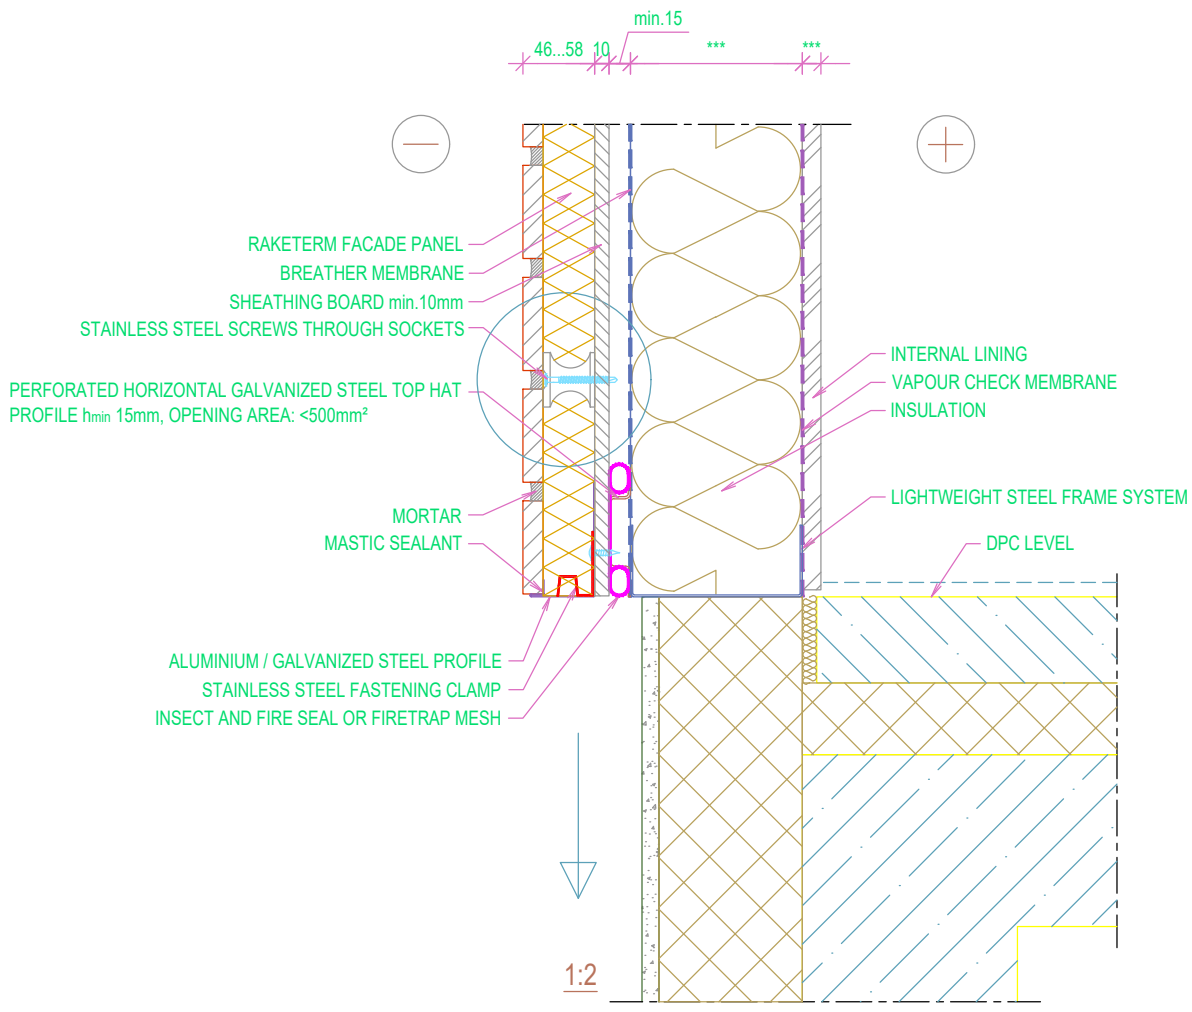 min.15
46...58 10 *** ***
RAKETERM FACADE PANEL
BREATHER MEMBRANE
SHEATHING BOARD min.10mm
STAINLESS STEEL SCREWS THROUGH SOCKETS
PERFORATED HORIZONTAL GALVANIZED STEEL TOP HAT
PROFILE hmin 15mm, OPENING AREA: <500mm²
MORTAR
MASTIC SEALANT
INTERNAL LINING
VAPOUR CHECK MEMBRANE
INSULATION
LIGHTWEIGHT STEEL FRAME SYSTEM
DPC LEVEL
ALUMINIUM / GALVANIZED STEEL PROFILE
STAINLESS STEEL FASTENING CLAMP
INSECT AND FIRE SEAL OR FIRETRAP MESH
1:2